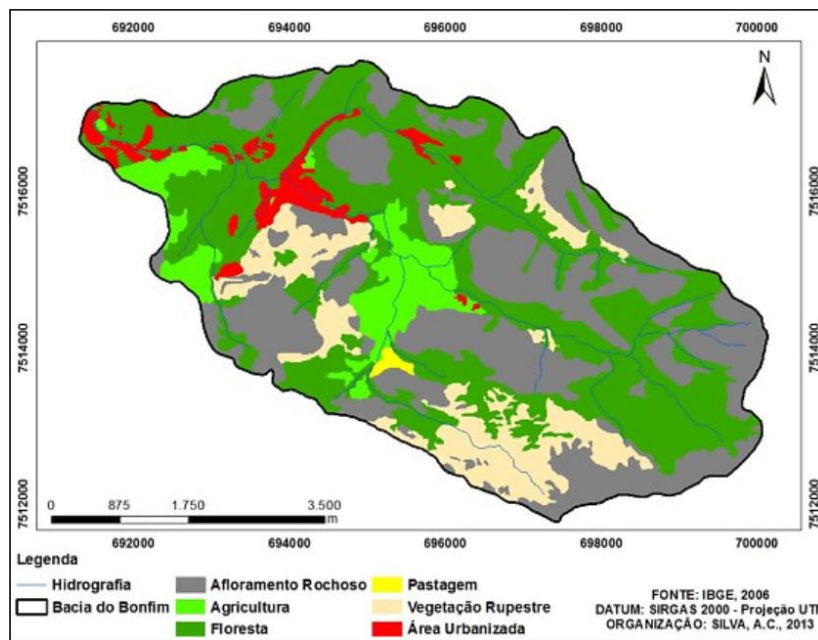 692000 694000 696000 698000 700000
N
7516000 7516000
7514000 7514000
7512000 7512000
0 875 1.750 3.500
m
692000 694000 696000 698000 700000
Legenda
Hidrografia Afloramento Rochoso Pastagem
Bacia do Bonfim Agricultura Vegetação Rupestre
Floresta Área Urbanizada
FONTE: IBGE, 2006
DATUM: SIRGAS 2000 - Projeção UTM
ORGANIZAÇÃO: SILVA, A.C., 2013